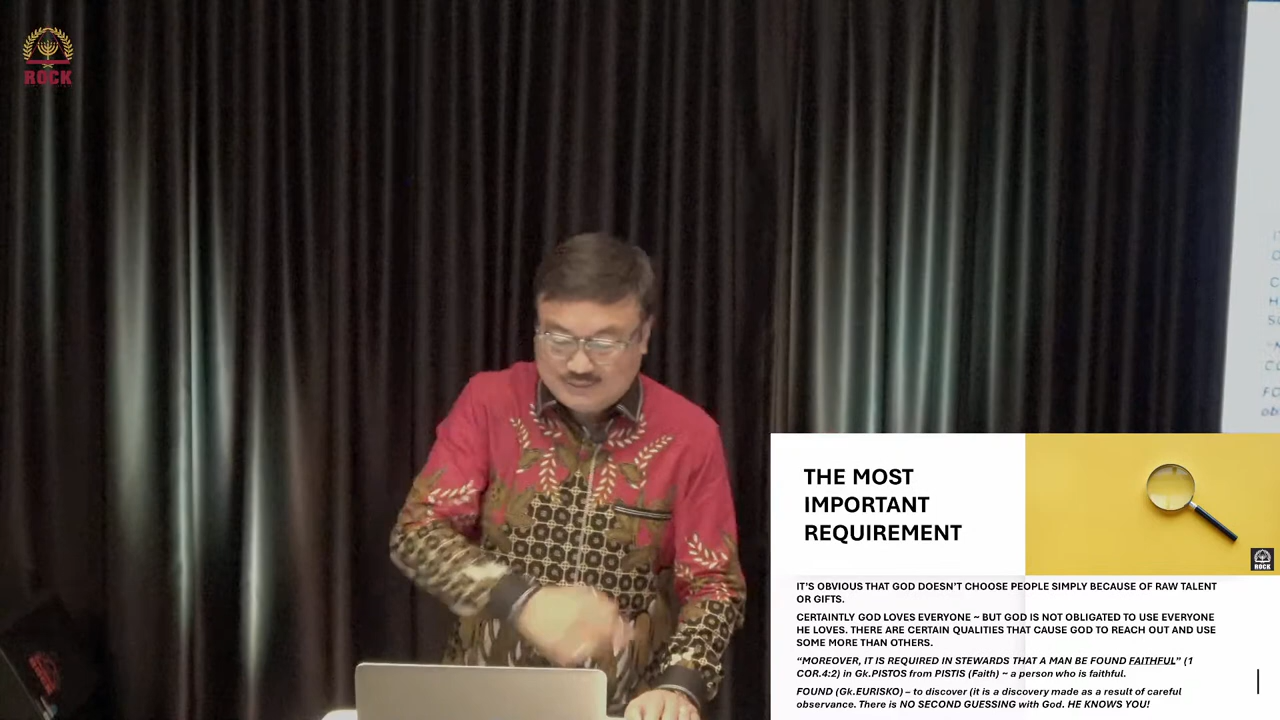 ROCK
THE MOST
IMPORTANT
REQUIREMENT
ROCK
IT'S OBVIOUS THAT GOD DOESN'T CHOOSE PEOPLE SIMPLY BECAUSE OF RAW TALENT
OR GIFTS.
CERTAINTLY GOD LOVES EVERYONE ~ BUT GOD IS NOT OBLIGATED TO USE EVERYONE
HE LOVES. THERE ARE CERTAIN QUALITIES THAT CAUSE GOD TO REACH OUT AND USE
SOME MORE THAN OTHERS.
"MOREOVER, IT IS REQUIRED IN STEWARDS THAT A MAN BE FOUND FAITHFUL" (1
COR.4:2) in Gk.PISTOS from PISTIS (Faith) ~ a person who is faithful.
FOUND (Gk.EURISKO) – to discover (it is a discovery made as a result of careful
observance. There is NO SECOND GUESSING with God. HE KNOWS YOU!